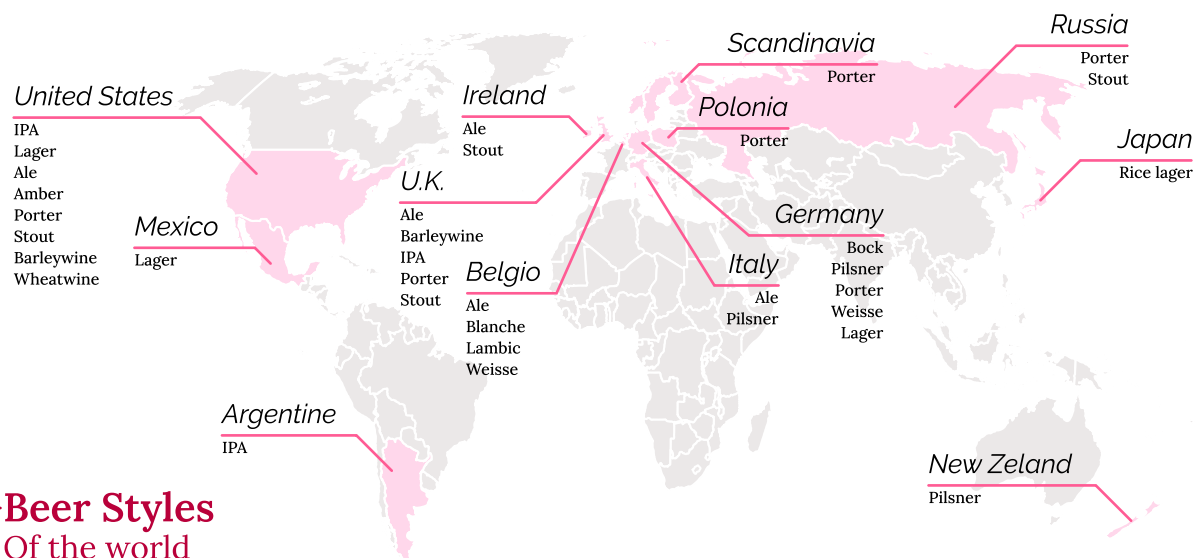 Russia
Porter
Stout
Scandinavia
Porter
United States
IPA
Lager
Ale
Amber
Porter
Stout
Barleywine
Wheatwine
Ireland
Ale
Stout
Polonia
Porter
Japan
Rice lager
U.K.
Ale
Barleywine
IPA
Porter
Stout
Mexico
Lager
Germany
Bock
Pilsner
Porter
Weisse
Lager
Belgio
Ale
Blanche
Lambic
Weisse
Italy
Ale
Pilsner
Argentine
IPA
New Zeland
Pilsner
Beer Styles
Of the world